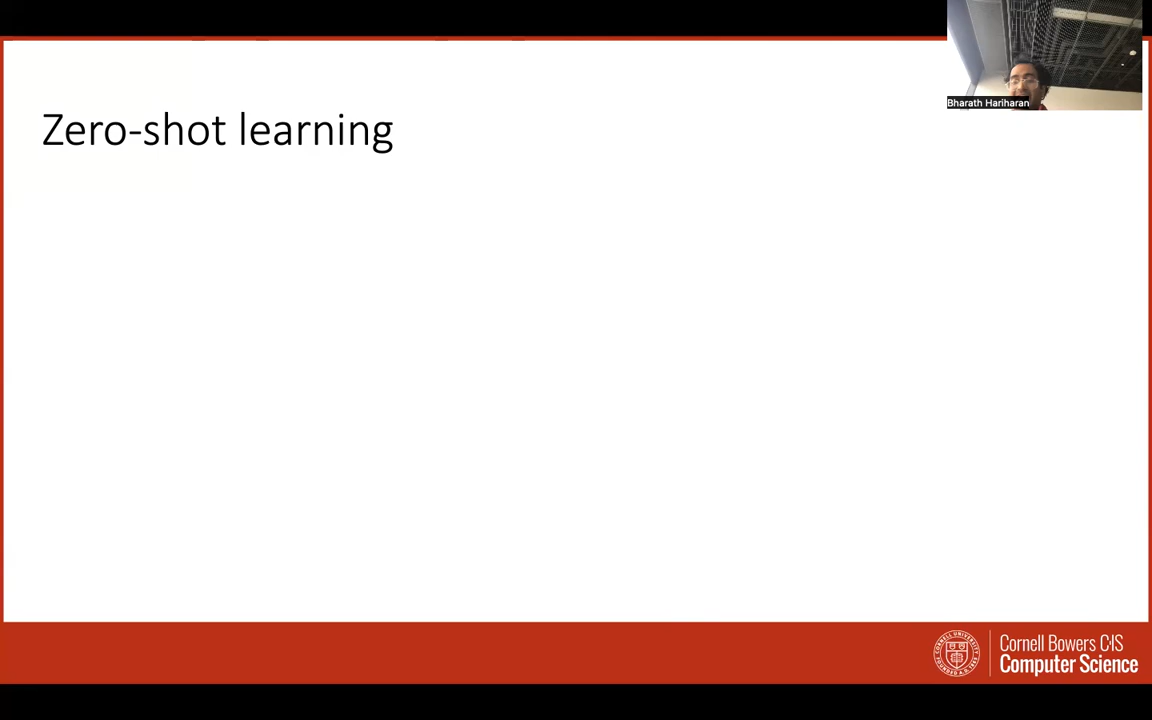 Bharath Hariharan
Zero-shot learning
Cornell Bowers CIS
Computer Science